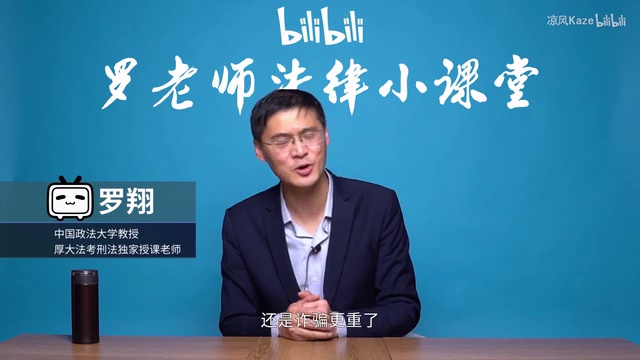 凉风Kaze bilibili
bilibili
罗老师法律小课堂
罗翔
中国政法大学教授
厚大法考刑法独家授课老师
还是诈骗更重了